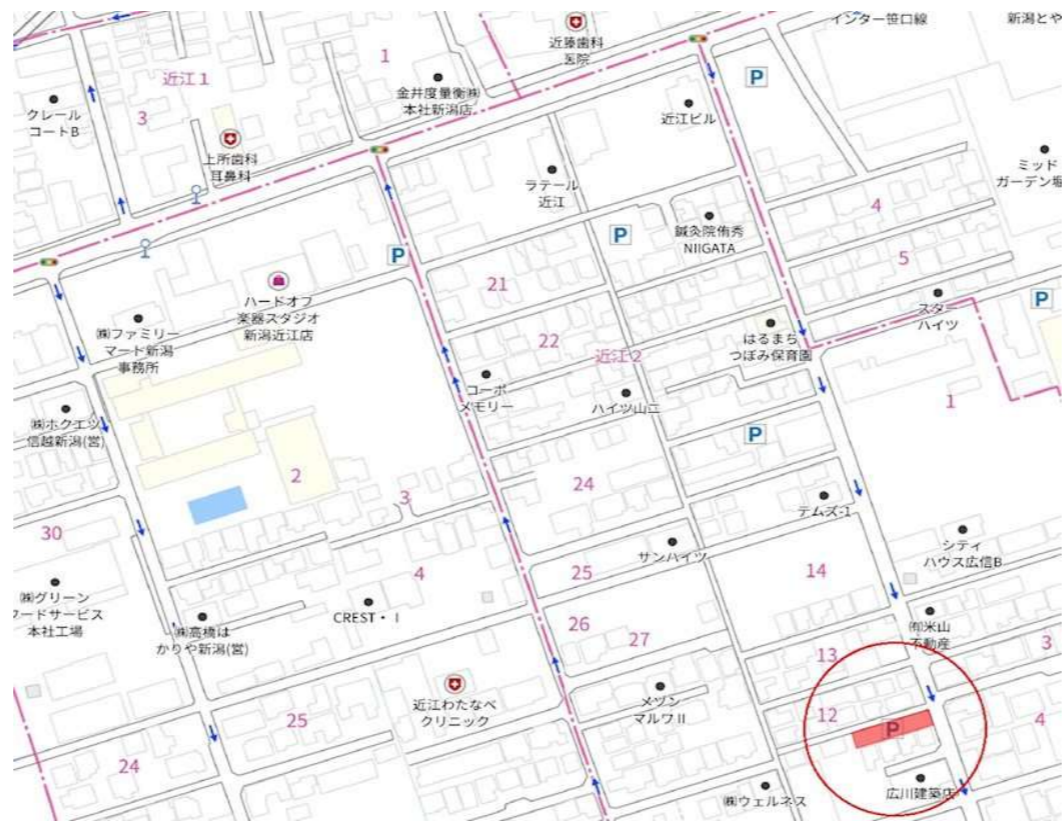 インター笹口線
新潟とや
近藤歯科
医院
1
近江1
金井度量衡㈱
本社新潟店
P
クレール
コートB
3
近江ビル
上所歯科
耳鼻科
ミッド
ガーデン堀
ラテール
近江
4
鍼灸院侑秀
NIIGATA
P
P
5
21
ハードオフ
楽器スタジオ
新潟近江店
スター
ハイツ
P
㈱ファミリー
マート新潟
事務所
22
近江2
はるまち
つぼみ保育園
コーポ
メモリー
ハイツ山二
1
㈱ホクエツ
信越新潟(営)
P
2
24
3
テムズ-1
30
サンハイツ
シティ
ハウス広信B
4
25
14
㈱グリーン
フードサービス
本社工場
CREST・Ⅰ
㈱高橋は
かりや新潟(営)
26
27
㈲米山
不動産
13
3
近江わたなべ
クリニック
メゾン
マルワⅡ
25
12
P
4
24
㈱ウェルネス
広川建築店